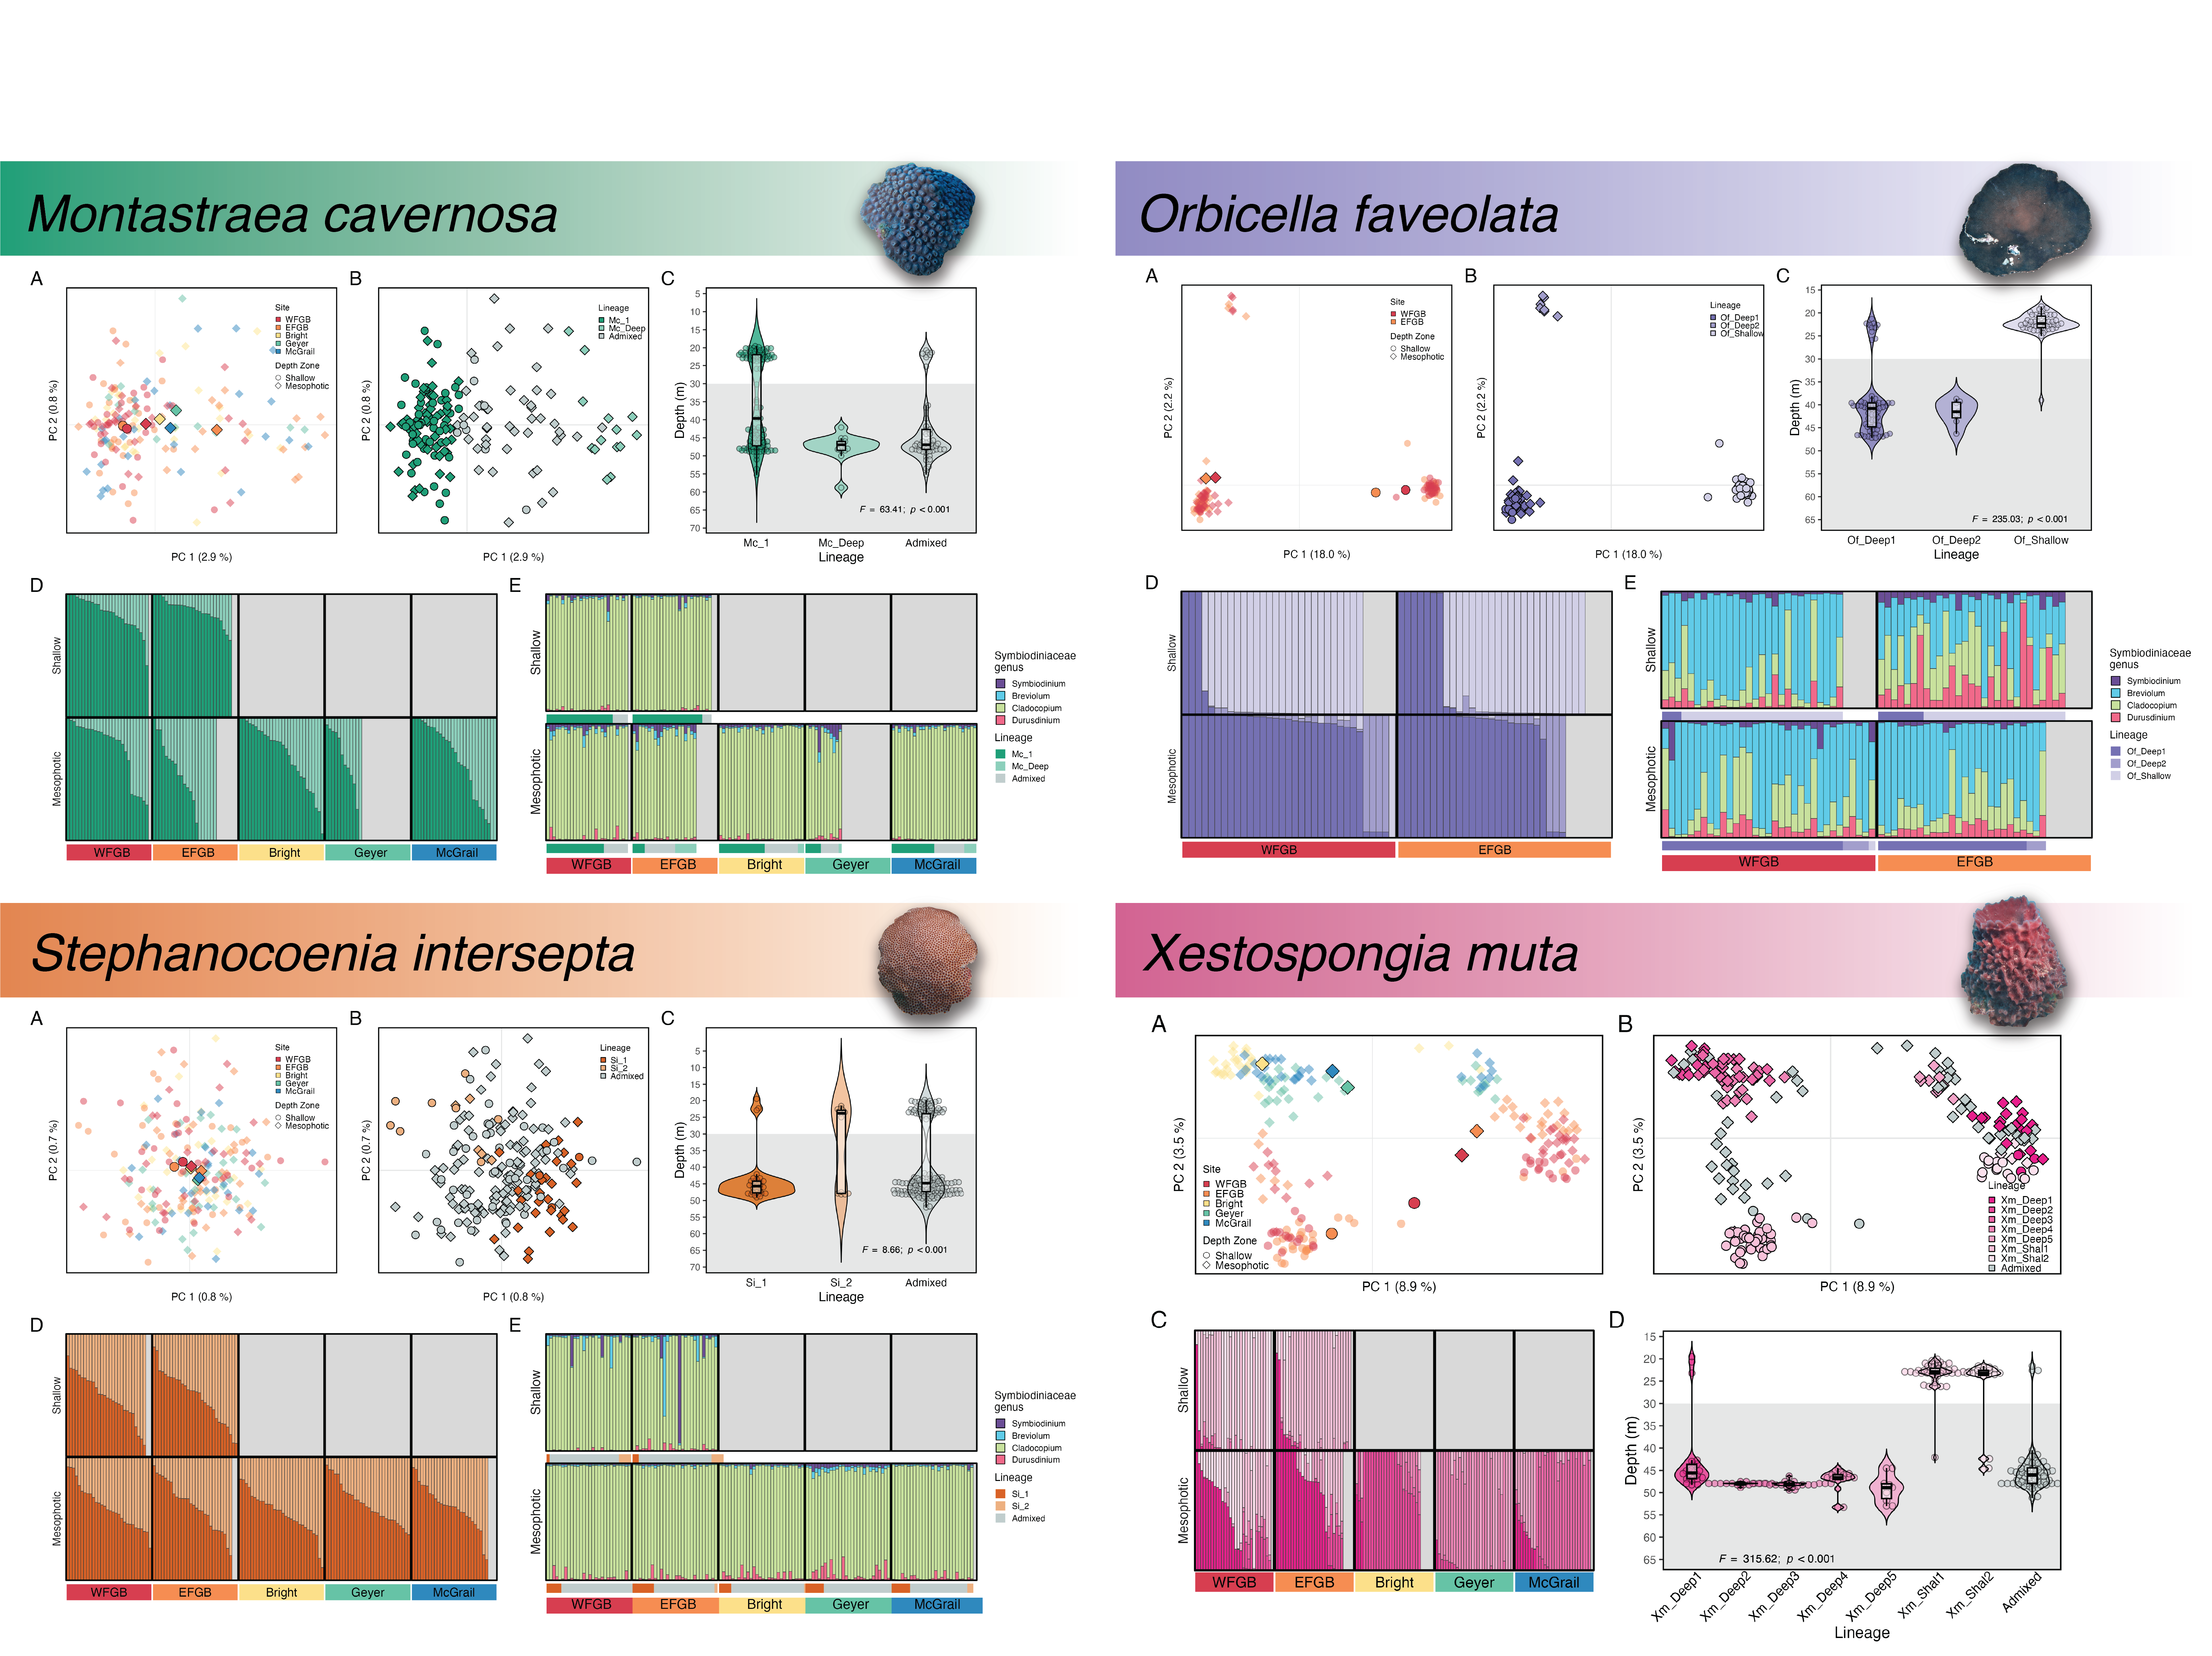 Montastraea cavernosa
A
B
C
Site
WFGB
EFGB
Bright
Geyer
McGrail
Depth Zone
Shallow
Mesophotic
PC 2 (0.8 %)
PC 1 (2.9 %)
Lineage
Mc_1
Mc_Deep
Admixed
PC 2 (0.8 %)
PC 1 (2.9 %)
Depth (m)
5
10
15
20
25
30
35
40
45
50
55
60
65
70
F = 63.41; p < 0.001
Mc_1 Mc_Deep Admixed
Lineage
D
E
Shallow
Mesophotic
WFGB EFGB Bright Geyer McGrail
Shallow
Mesophotic
WFGB EFGB Bright Geyer McGrail
Symbiodiniaceae
genus
Symbiodinium
Breviolum
Cladocopium
Durusdinium
Lineage
Mc_1
Mc_Deep
Admixed
Orbicella faveolata
A
B
C
Site
WFGB
EFGB
Depth Zone
Shallow
Mesophotic
PC 2 (2.2 %)
PC 1 (18.0 %)
Lineage
Of_Deep1
Of_Deep2
Of_Shallow
PC 2 (2.2 %)
PC 1 (18.0 %)
Depth (m)
15
20
25
30
35
40
45
50
55
60
65
F = 235.03; p < 0.001
Of_Deep1 Of_Deep2 Of_Shallow
Lineage
D
E
Shallow
Mesophotic
WFGB EFGB
Shallow
Mesophotic
WFGB EFGB
Symbiodiniaceae
genus
Symbiodinium
Breviolum
Cladocopium
Durusdinium
Lineage
Of_Deep1
Of_Deep2
Of_Shallow
Stephanocoenia intersepta
A
B
C
Site
WFGB
EFGB
Bright
Geyer
McGrail
Depth Zone
Shallow
Mesophotic
PC 2 (0.7 %)
PC 1 (0.8 %)
Lineage
Si_1
Si_2
Admixed
PC 2 (0.7 %)
PC 1 (0.8 %)
Depth (m)
5
10
15
20
25
30
35
40
45
50
55
60
65
70
F = 8.66; p < 0.001
Si_1 Si_2 Admixed
Lineage
D
E
Shallow
Mesophotic
WFGB EFGB Bright Geyer McGrail
Shallow
Mesophotic
WFGB EFGB Bright Geyer McGrail
Symbiodiniaceae
genus
Symbiodinium
Breviolum
Cladocopium
Durusdinium
Lineage
Si_1
Si_2
Admixed
Xestospongia muta
A
B
PC 2 (3.5 %)
Site
WFGB
EFGB
Bright
Geyer
McGrail
Depth Zone
Shallow
Mesophotic
PC 1 (8.9 %)
PC 2 (3.5 %)
Lineage
Xm_Deep1
Xm_Deep2
Xm_Deep3
Xm_Deep4
Xm_Deep5
Xm_Shal1
Xm_Shal2
Admixed
PC 1 (8.9 %)
C
D
Shallow
Mesophotic
WFGB EFGB Bright Geyer McGrail
Depth (m)
15
20
25
30
35
40
45
50
55
60
65
F = 315.62; p < 0.001
Xm_Deep1 Xm_Deep2 Xm_Deep3 Xm_Deep4 Xm_Deep5 Xm_Shal1 Xm_Shal2 Admixed
Lineage